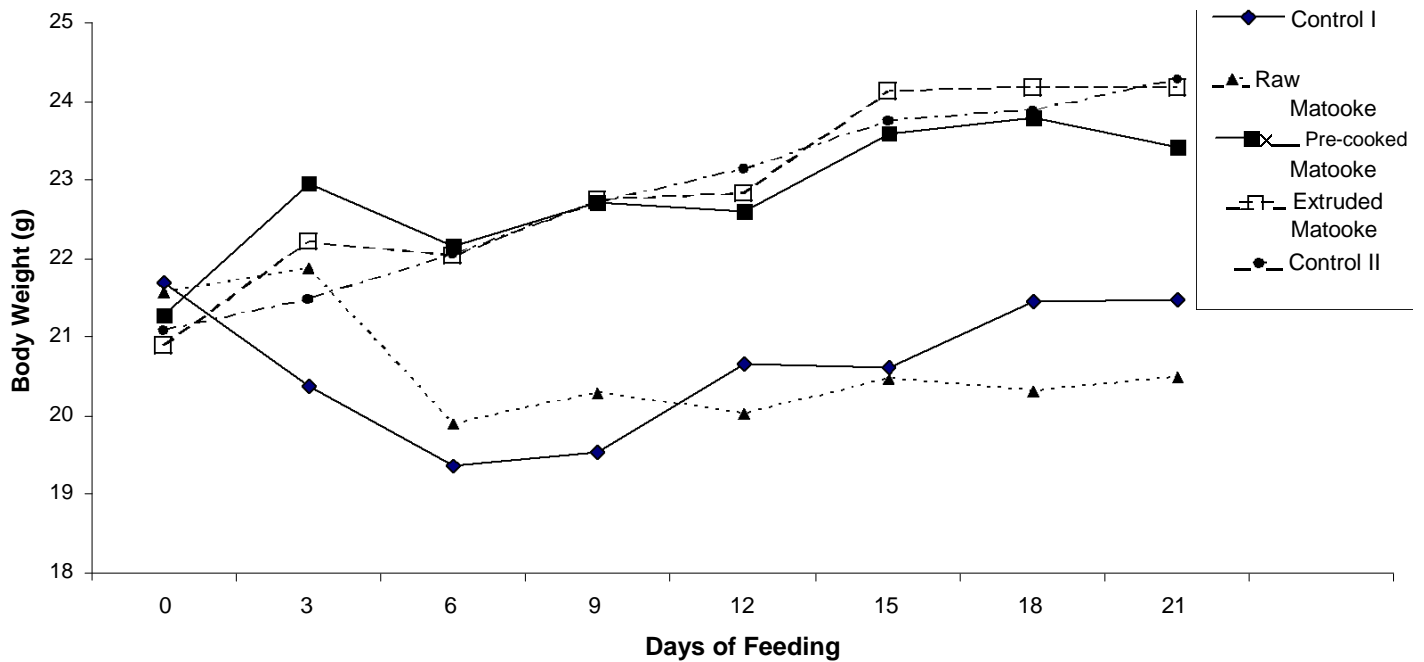 25
24
23
22
21
20
19
18
Body Weight (g)
0 3 6 9 12 15 18 21
Days of Feeding
Control I
Raw
Matooke
Pre-cooked
Matooke
Extruded
Matooke
Control II